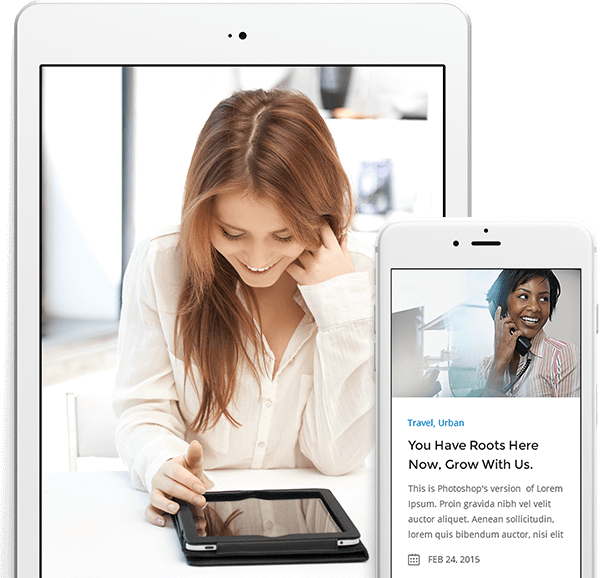 Travel, Urban
You Have Roots Here
Now, Grow With Us.
This is Photoshop's version of Lorem
Ipsum. Proin gravida nibh vel velit
auctor aliquet. Aenean sollicitudin,
lorem quis bibendum auctor, nisi elit
FEB 24, 2015